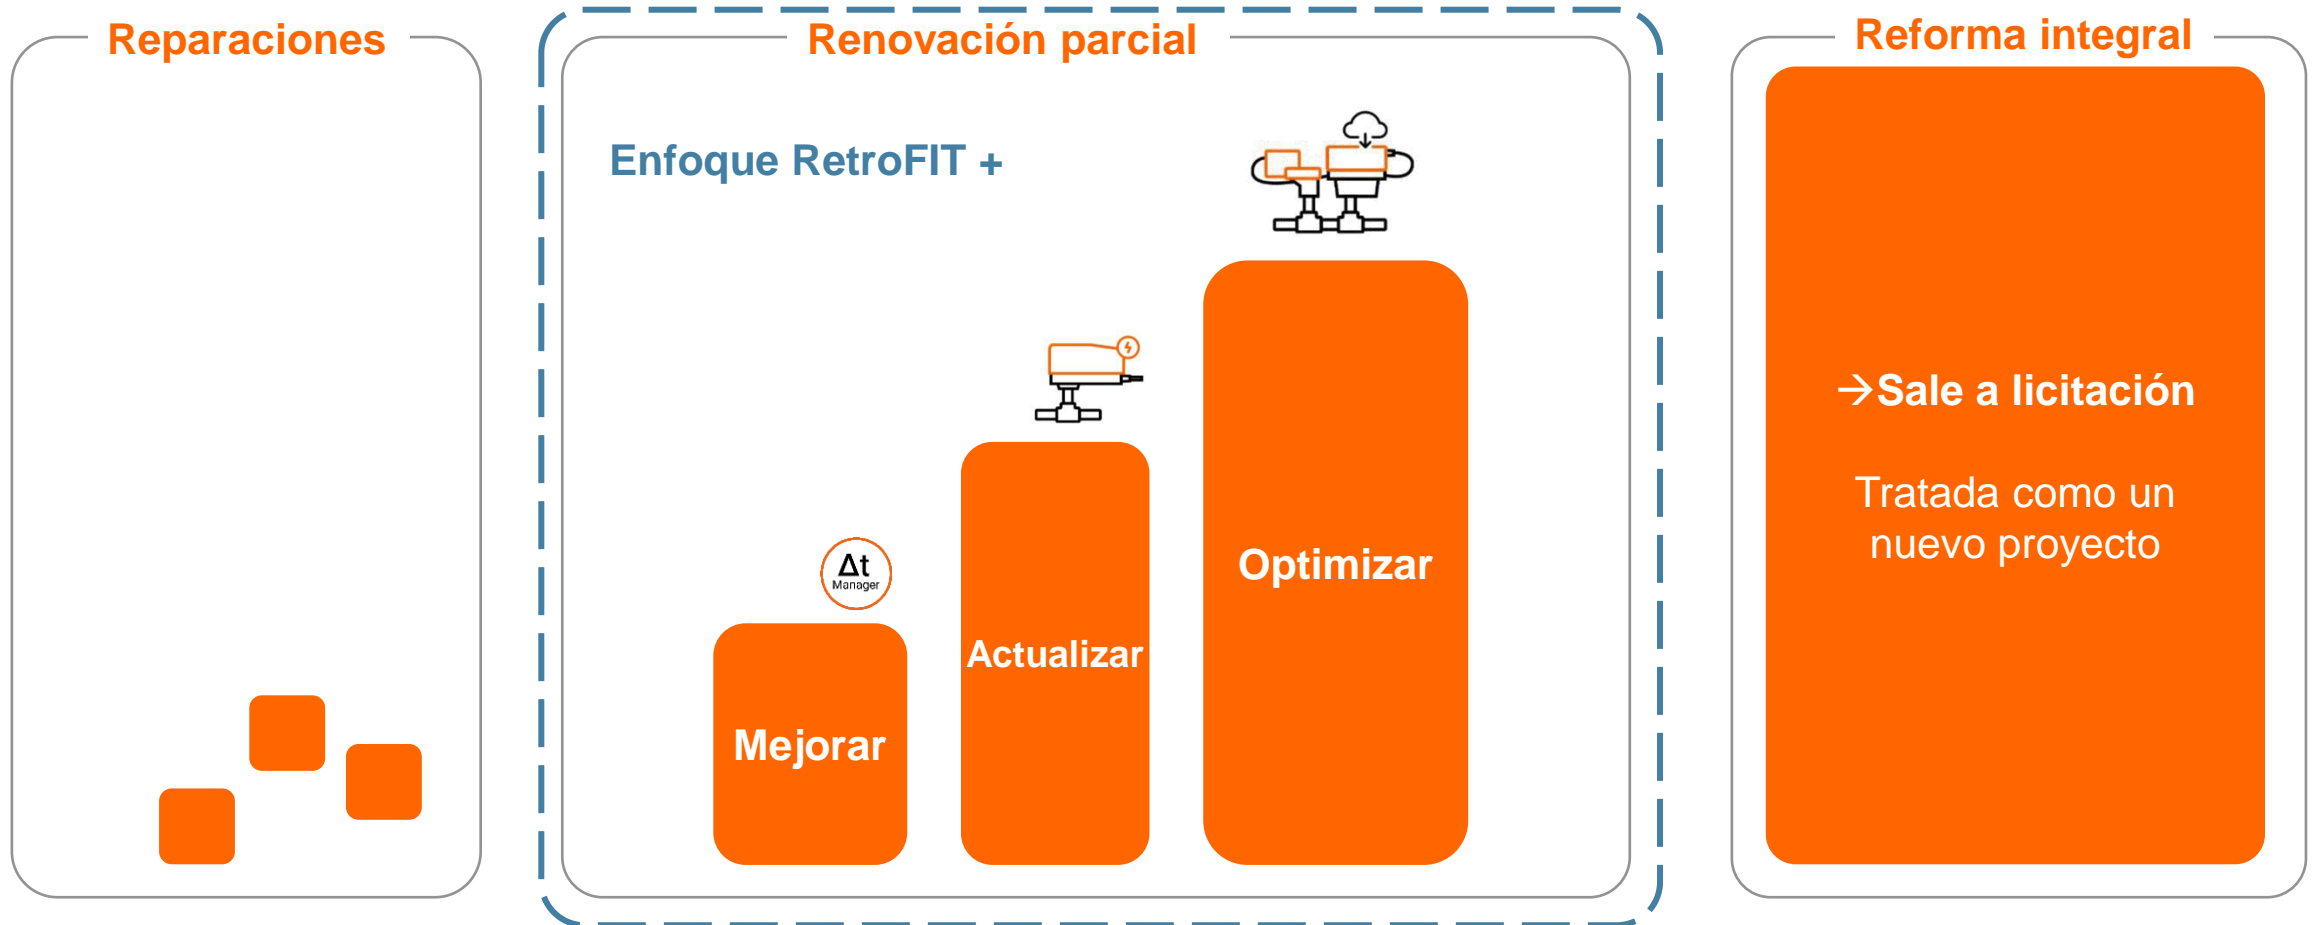 Reparaciones
Renovación parcial
Enfoque RetroFIT +
Δt
Manager
Mejorar
Actualizar
Optimizar
Reforma integral
→Sale a licitación
Tratada como un
nuevo proyecto